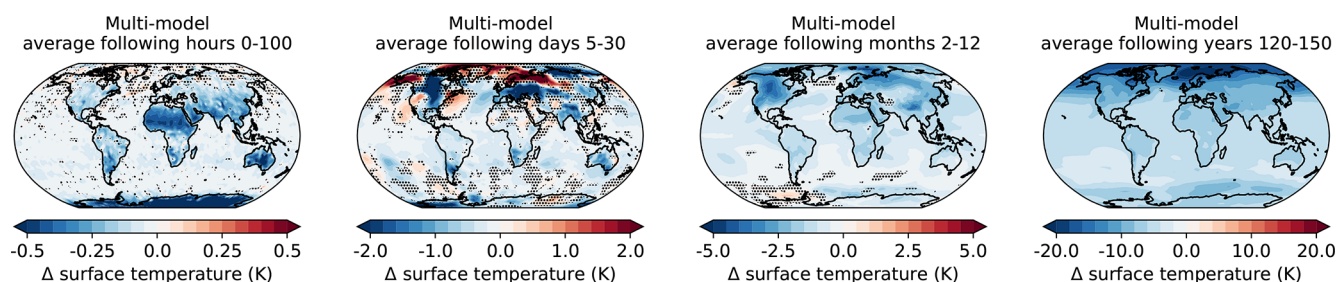 Multi-model
average following hours 0-100
-0.5 -0.25 0.0 0.25 0.5
Δ surface temperature (K)
Multi-model
average following days 5-30
-2.0 -1.0 0.0 1.0 2.0
Δ surface temperature (K)
Multi-model
average following months 2-12
-5.0 -2.5 0.0 2.5 5.0
Δ surface temperature (K)
Multi-model
average following years 120-150
-20.0 -10.0 0.0 10.0 20.0
Δ surface temperature (K)